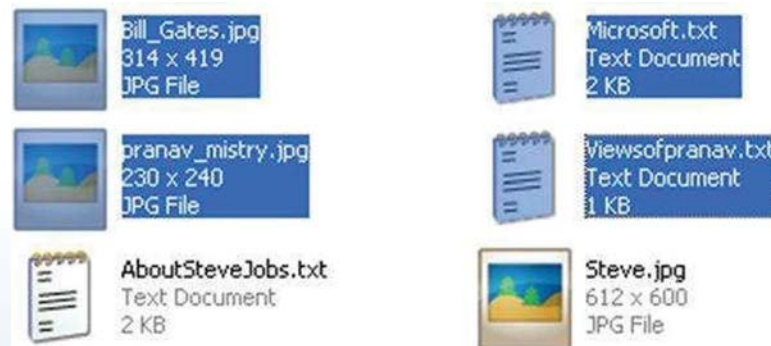 Bill_Gates.jpg
314 x 419
JPG File
Microsoft.txt
Text Document
2 KB
pranav_mistry.jpg
230 x 240
JPG File
Viewsofpranav.txt
Text Document
1 KB
AboutSteveJobs.txt
Text Document
2 KB
Steve.jpg
612 x 600
JPG File